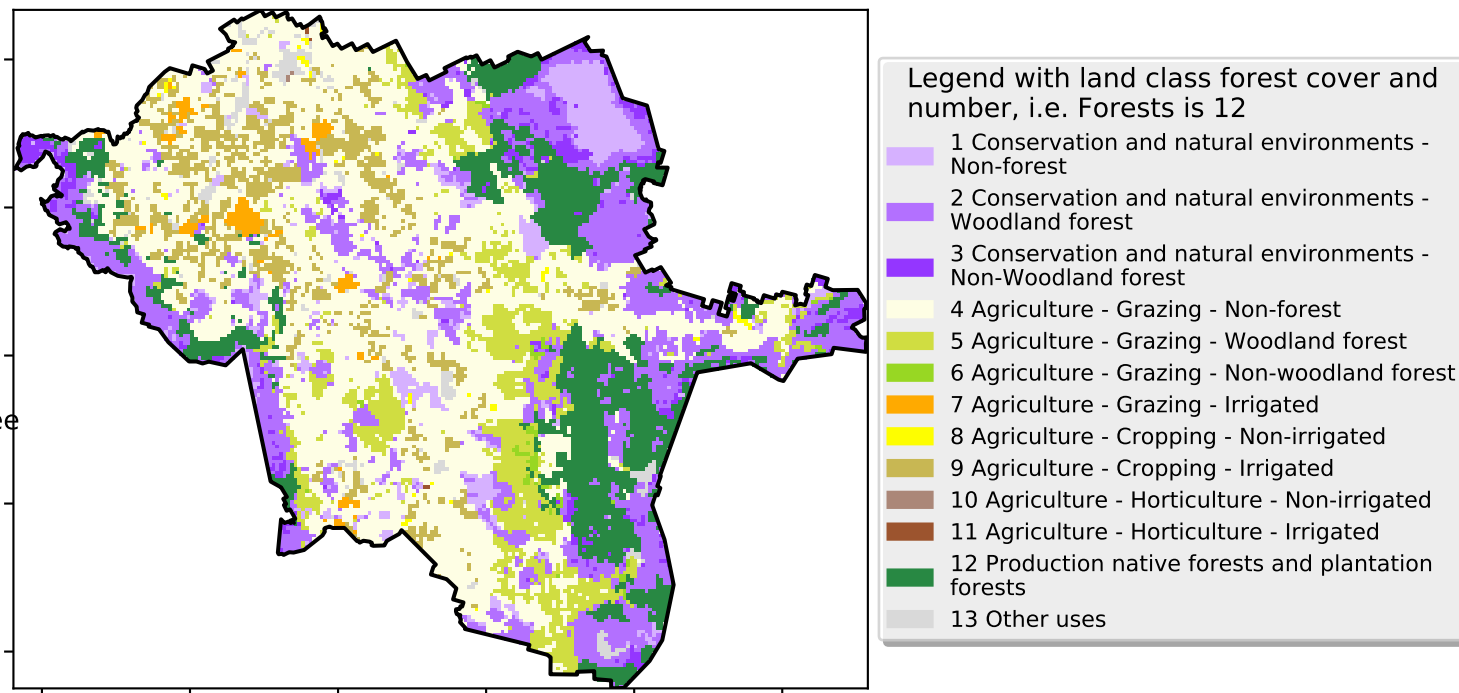 Legend with land class forest cover and
number, i.e. Forests is 12
1 Conservation and natural environments -
Non-forest
2 Conservation and natural environments -
Woodland forest
3 Conservation and natural environments -
Non-Woodland forest
4 Agriculture - Grazing - Non-forest
5 Agriculture - Grazing - Woodland forest
6 Agriculture - Grazing - Non-woodland forest
7 Agriculture - Grazing - Irrigated
8 Agriculture - Cropping - Non-irrigated
9 Agriculture - Cropping - Irrigated
10 Agriculture - Horticulture - Non-irrigated
11 Agriculture - Horticulture - Irrigated
12 Production native forests and plantation
forests
13 Other uses